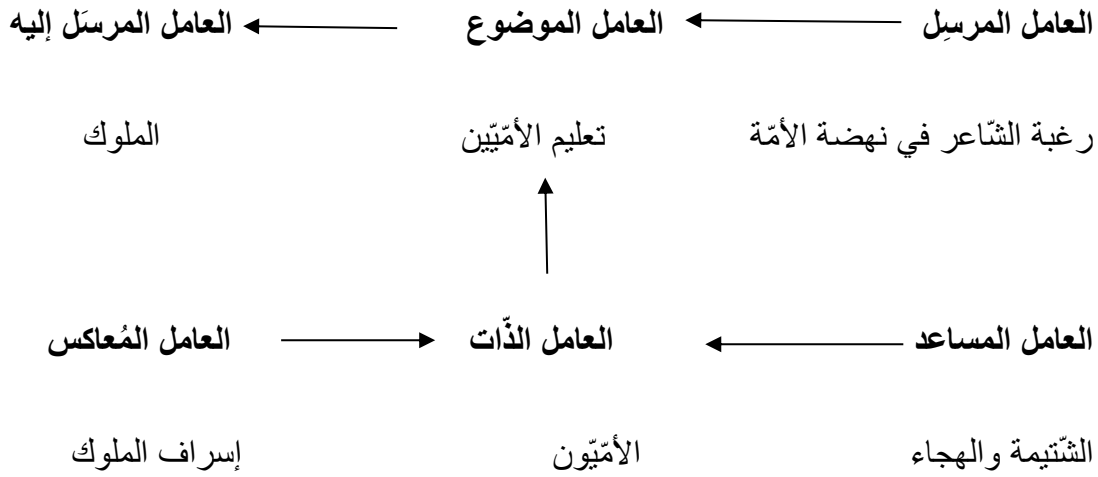 العامل المرسِل العامل الموضوع العامل المرسَل إليه
رغبة الشّاعر في نهضة الأمّة تعليم الأمّيّين الملوك
العامل المساعد العامل الذّات العامل المُعاكس
الشّتيمة والهجاء الأمّيّون إسراف الملوك